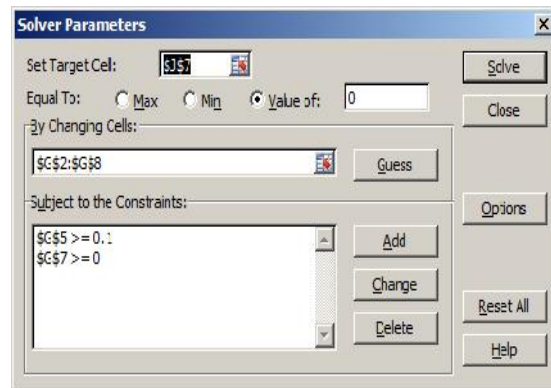 Solver Parameters
Set Target Cel: $J$7 Solve
Equal To: Max Min Value of: 0 Close
By Changing Cells:
$G$2:$G$8 Guess
Subject to the Constraints: Options
$G$5 >= 0.1 Add
$G$7 >= 0
Change
Reset All
Delete
Help